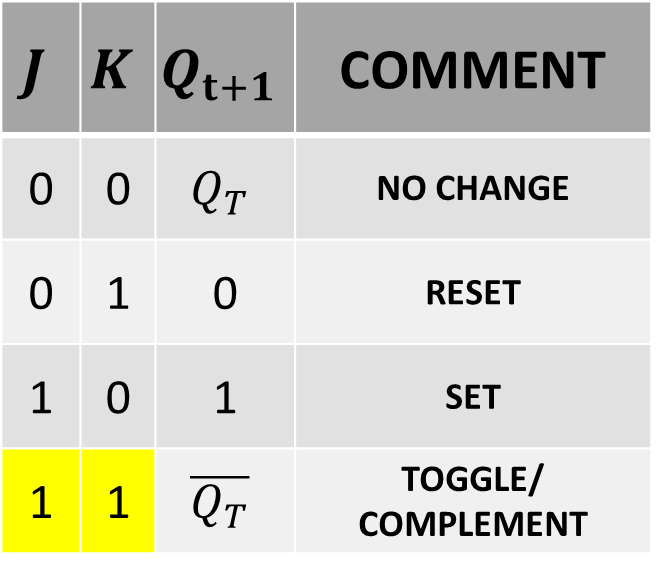 J K Qt+1 COMMENT
0 0 QT NO CHANGE
0 1 0 RESET
1 0 1 SET
1 1 Q̅T̅ TOGGLE/
COMPLEMENT